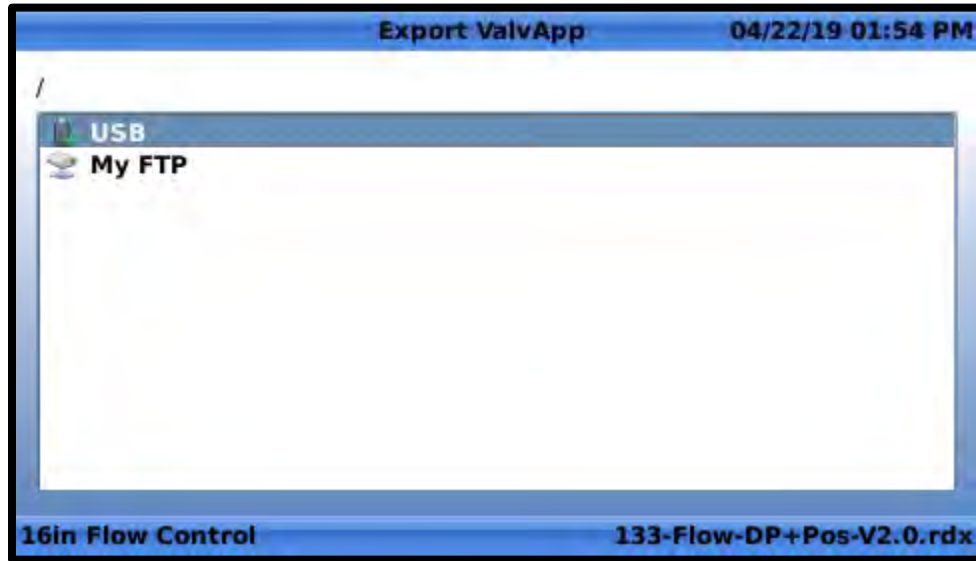 Export ValvApp 04/22/19 01:54 PM
/
USB
My FTP
16in Flow Control 133-Flow-DP+Pos-V2.0.rdx